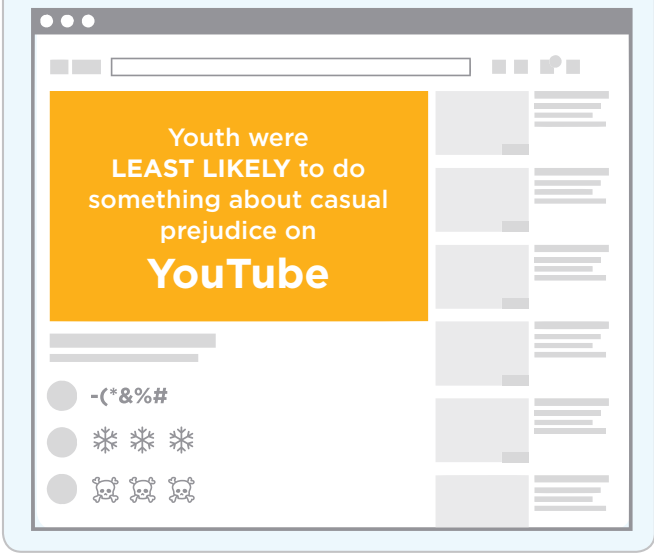 Youth were
LEAST LIKELY to do
something about casual
prejudice on
YouTube
-(*&%#